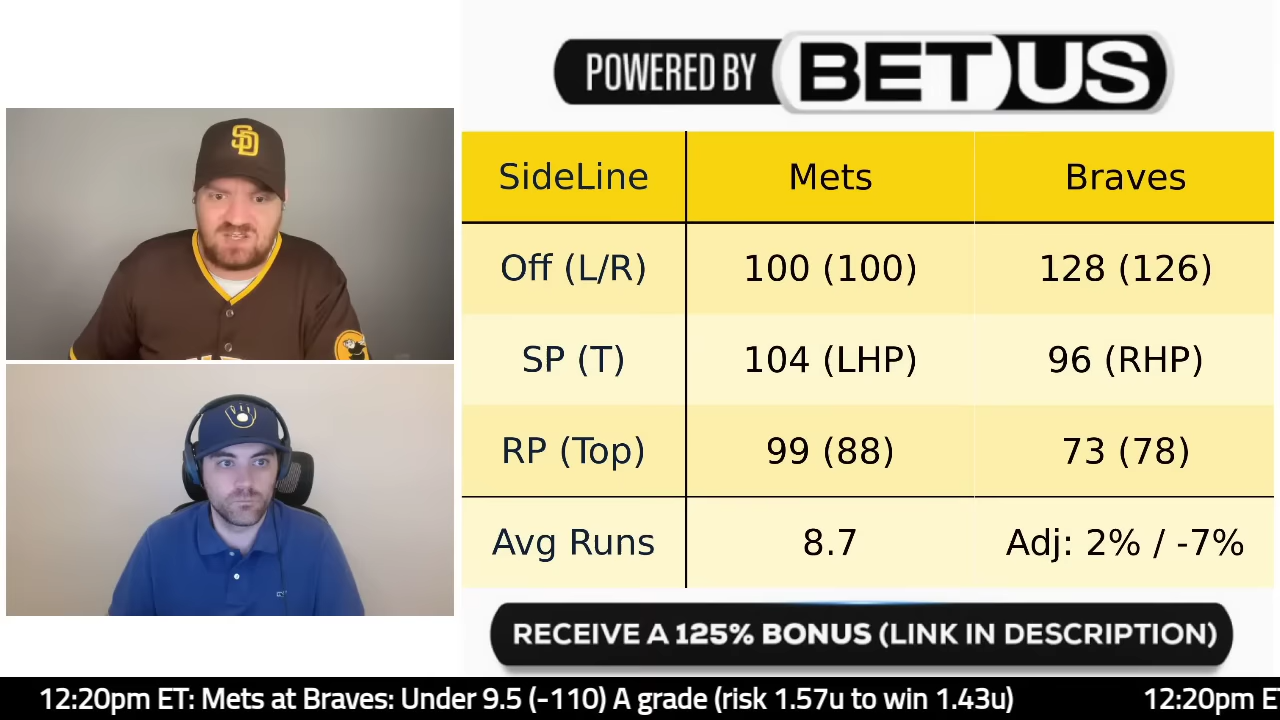 POWERED BY BETUS
SideLine Mets Braves
Off (L/R) 100 (100) 128 (126)
SP (T) 104 (LHP) 96 (RHP)
RP (Top) 99 (88) 73 (78)
Avg Runs 8.7 Adj: 2% / -7%
RECEIVE A 125% BONUS (LINK IN DESCRIPTION)
SD
12:20pm ET: Mets at Braves: Under 9.5 (-110) A grade (risk 1.57u to win 1.43u) 12:20pm E